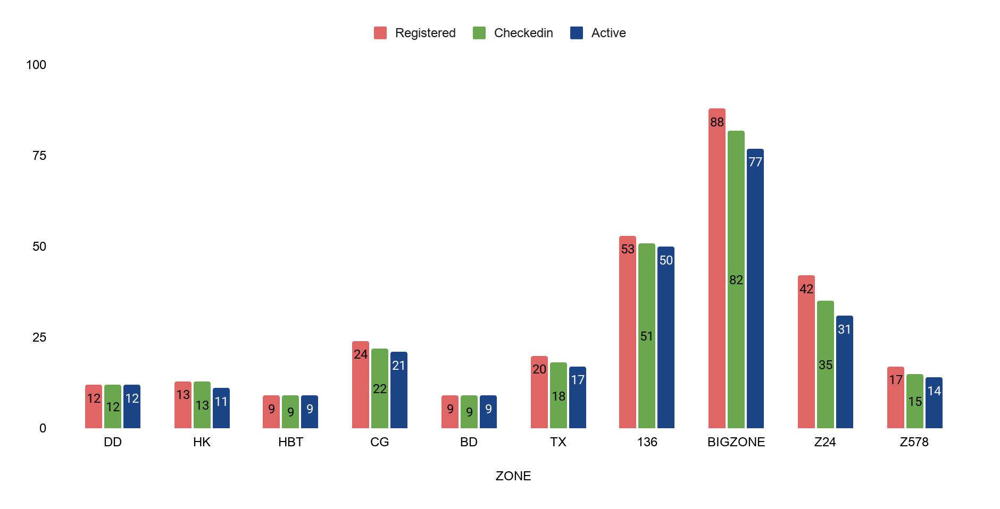 Registered Checkedin Active
100
75
50
25
0
12 12 12
13 13 11
9 9 9
24 22 21
9 9 9
20 18 17
53 51 50
88 82 77
42 35 31
17 15 14
DD HK HBT CG BD TX 136 BIGZONE Z24 Z578
ZONE